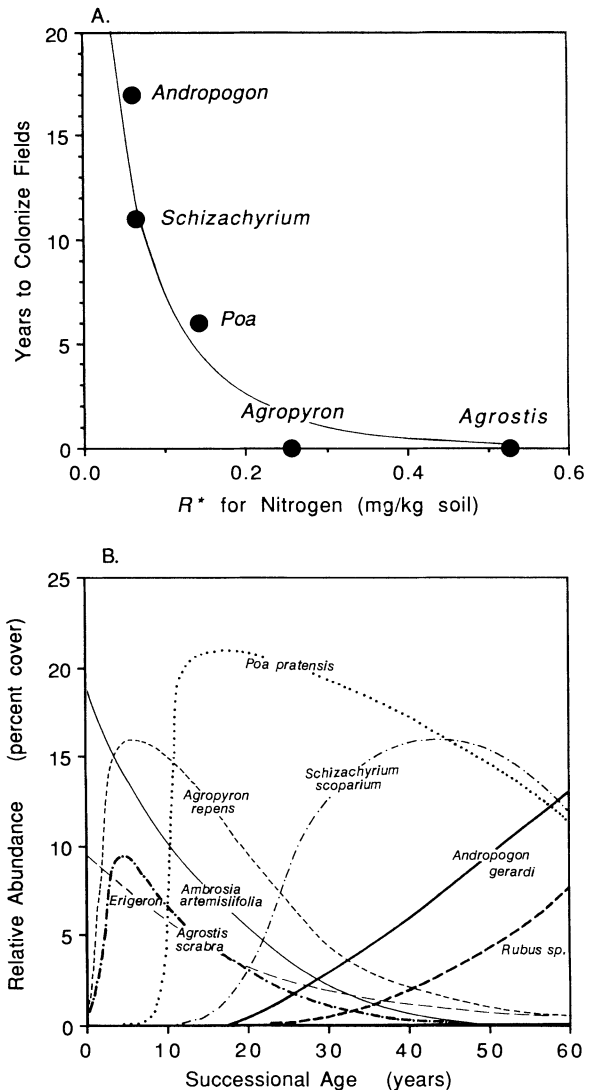 A.
20
15
10
5
0
Years to Colonize Fields
Andropogon
Schizachyrium
Poa
Agropyron
Agrostis
0.0 0.2 0.4 0.6
R* for Nitrogen (mg/kg soil)
B.
25
20
15
10
5
0
Relative Abundance (percent cover)
Poa pratensis
Schizachyrium
scoparium
Agropyron
repens
Andropogon
gerardi
Erigeron
Ambrosia
artemisiifolia
Agrostis
scrabra
Rubus sp.
0 10 20 30 40 50 60
Successional Age (years)